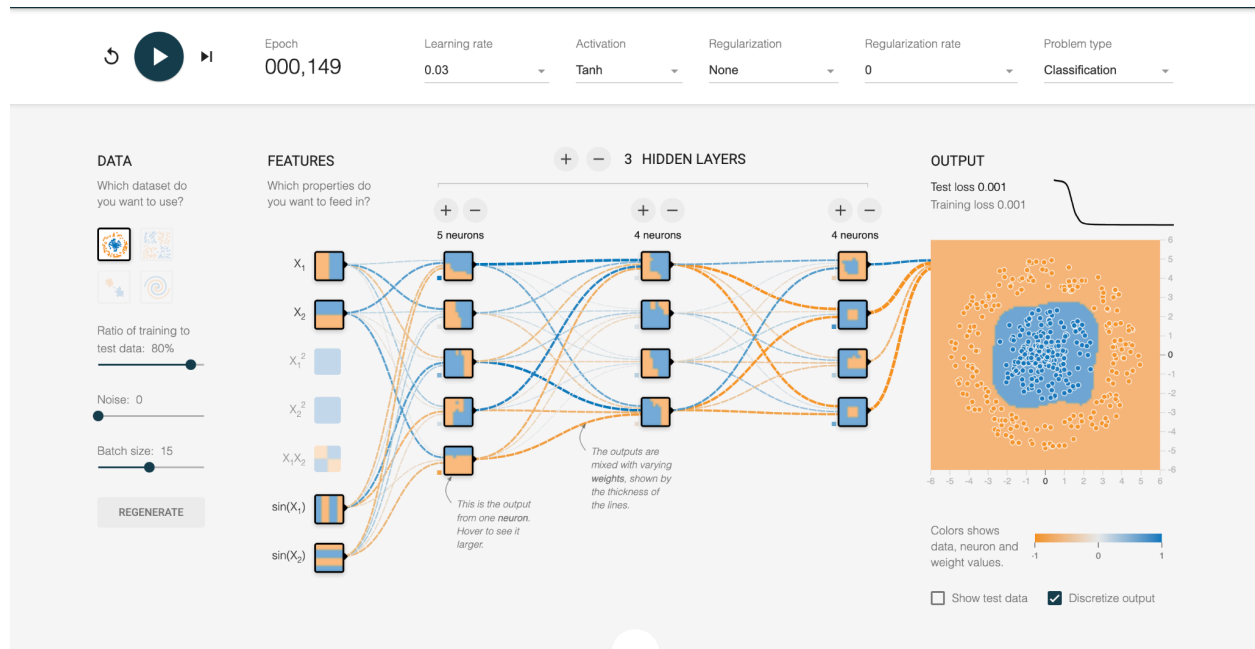 Epoch
000,149
Learning rate
0.03
Activation
Tanh
Regularization
None
Regularization rate
0
Problem type
Classification
DATA
Which dataset do
you want to use?
Ratio of training to
test data: 80%
Noise: 0
Batch size: 15
REGENERATE
FEATURES
Which properties do
you want to feed in?
X₁
X₂
X₁²
X₂²
X₁X₂
sin(X₁)
sin(X₂)
+ − 3 HIDDEN LAYERS
+ −
5 neurons
+ −
4 neurons
+ −
4 neurons
This is the output
from one neuron.
Hover to see it
larger.
The outputs are
mixed with varying
weights, shown by
the thickness of
the lines.
OUTPUT
Test loss 0.001
Training loss 0.001
6
5
4
3
2
1
0
-1
-2
-3
-4
-5
-6
-6 -5 -4 -3 -2 -1 0 1 2 3 4 5 6
Colors shows
data, neuron and
weight values.
-1 0 1
Show test data
Discretize output